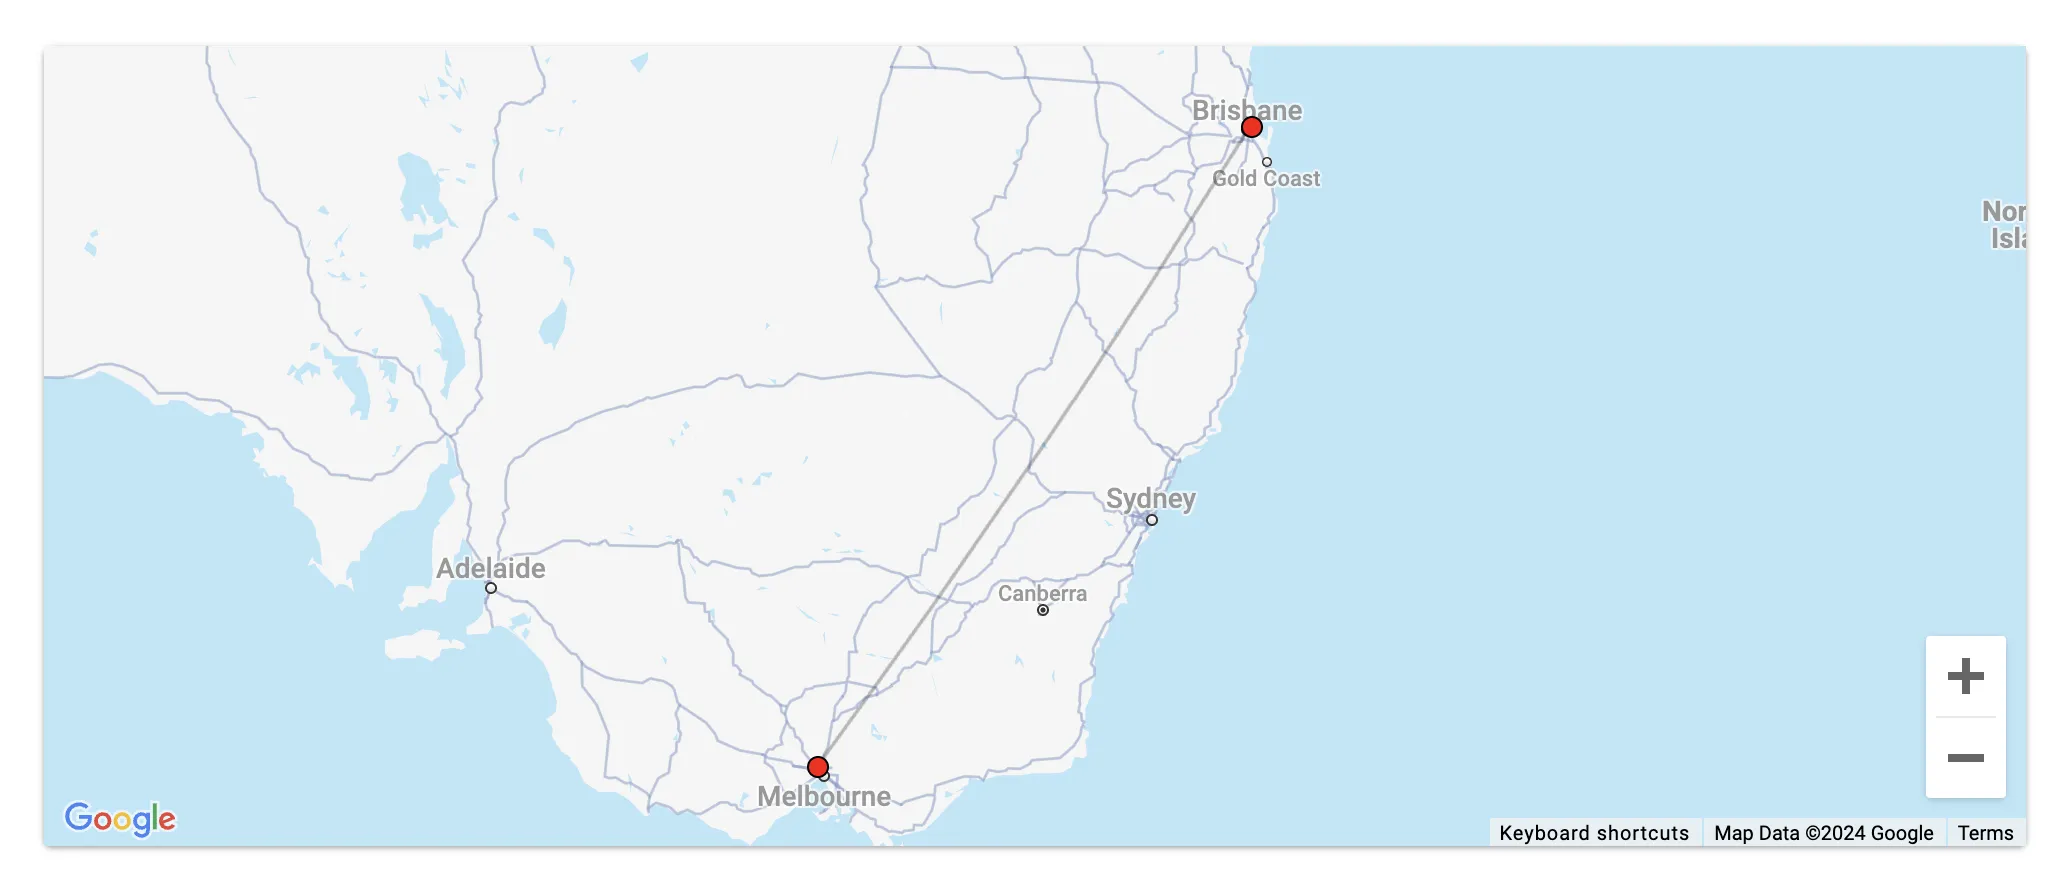 Brisbane
Gold Coast
Nor
Isla
Sydney
Adelaide
Canberra
Melbourne
Google
Keyboard shortcuts
Map Data ©2024 Google
Terms